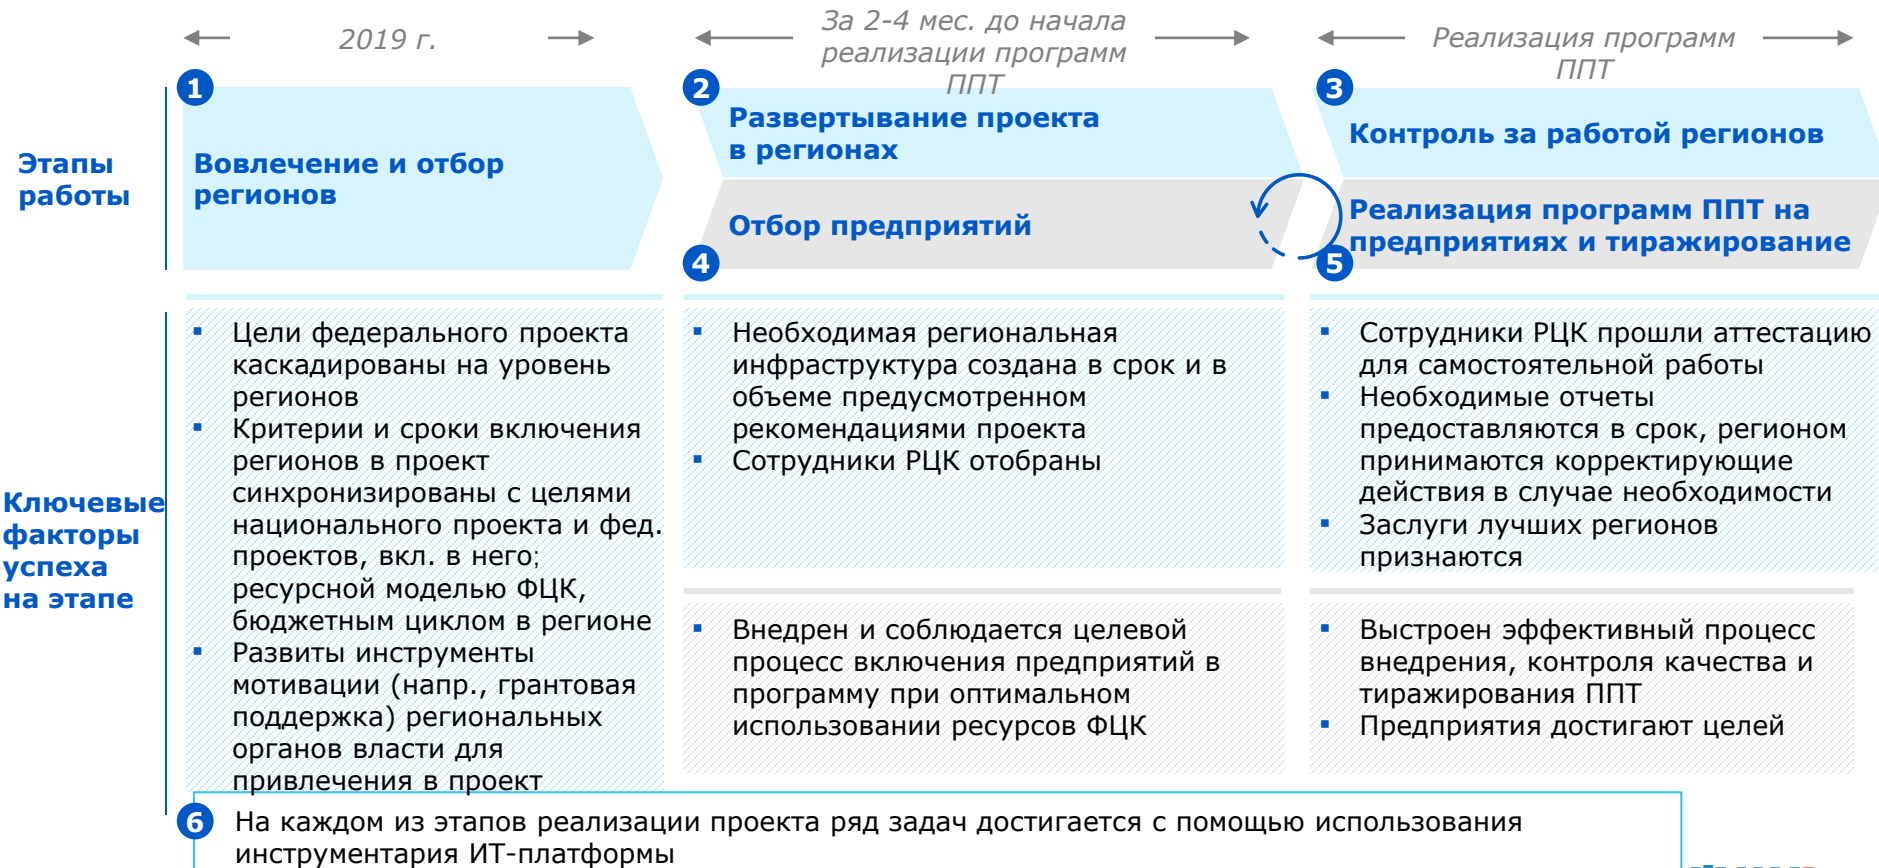 2019 г.
За 2-4 мес. до начала
реализации программ
ППТ
Реализация программ
ППТ
Этапы
работы
1
Вовлечение и отбор
регионов
2
Развертывание проекта
в регионах
3
Контроль за работой регионов
4
Отбор предприятий
5
Реализация программ ППТ на
предприятиях и тиражирование
Ключевые
факторы
успеха
на этапе
▪ Цели федерального проекта
каскадированы на уровень
регионов
▪ Критерии и сроки включения
регионов в проект
синхронизированы с целями
национального проекта и фед.
проектов, вкл. в него;
ресурсной моделью ФЦК,
бюджетным циклом в регионе
▪ Развиты инструменты
мотивации (напр., грантовая
поддержка) региональных
органов власти для
привлечения в проект
▪ Необходимая региональная
инфраструктура создана в срок и в
объеме предусмотренном
рекомендациями проекта
▪ Сотрудники РЦК отобраны
▪ Сотрудники РЦК прошли аттестацию
для самостоятельной работы
▪ Необходимые отчеты
предоставляются в срок, регионом
принимаются корректирующие
действия в случае необходимости
▪ Заслуги лучших регионов
признаются
▪ Внедрен и соблюдается целевой
процесс включения предприятий в
программу при оптимальном
использовании ресурсов ФЦК
▪ Выстроен эффективный процесс
внедрения, контроля качества и
тиражирования ППТ
▪ Предприятия достигают целей
6
На каждом из этапов реализации проекта ряд задач достигается с помощью использования
инструментария ИТ-платформы